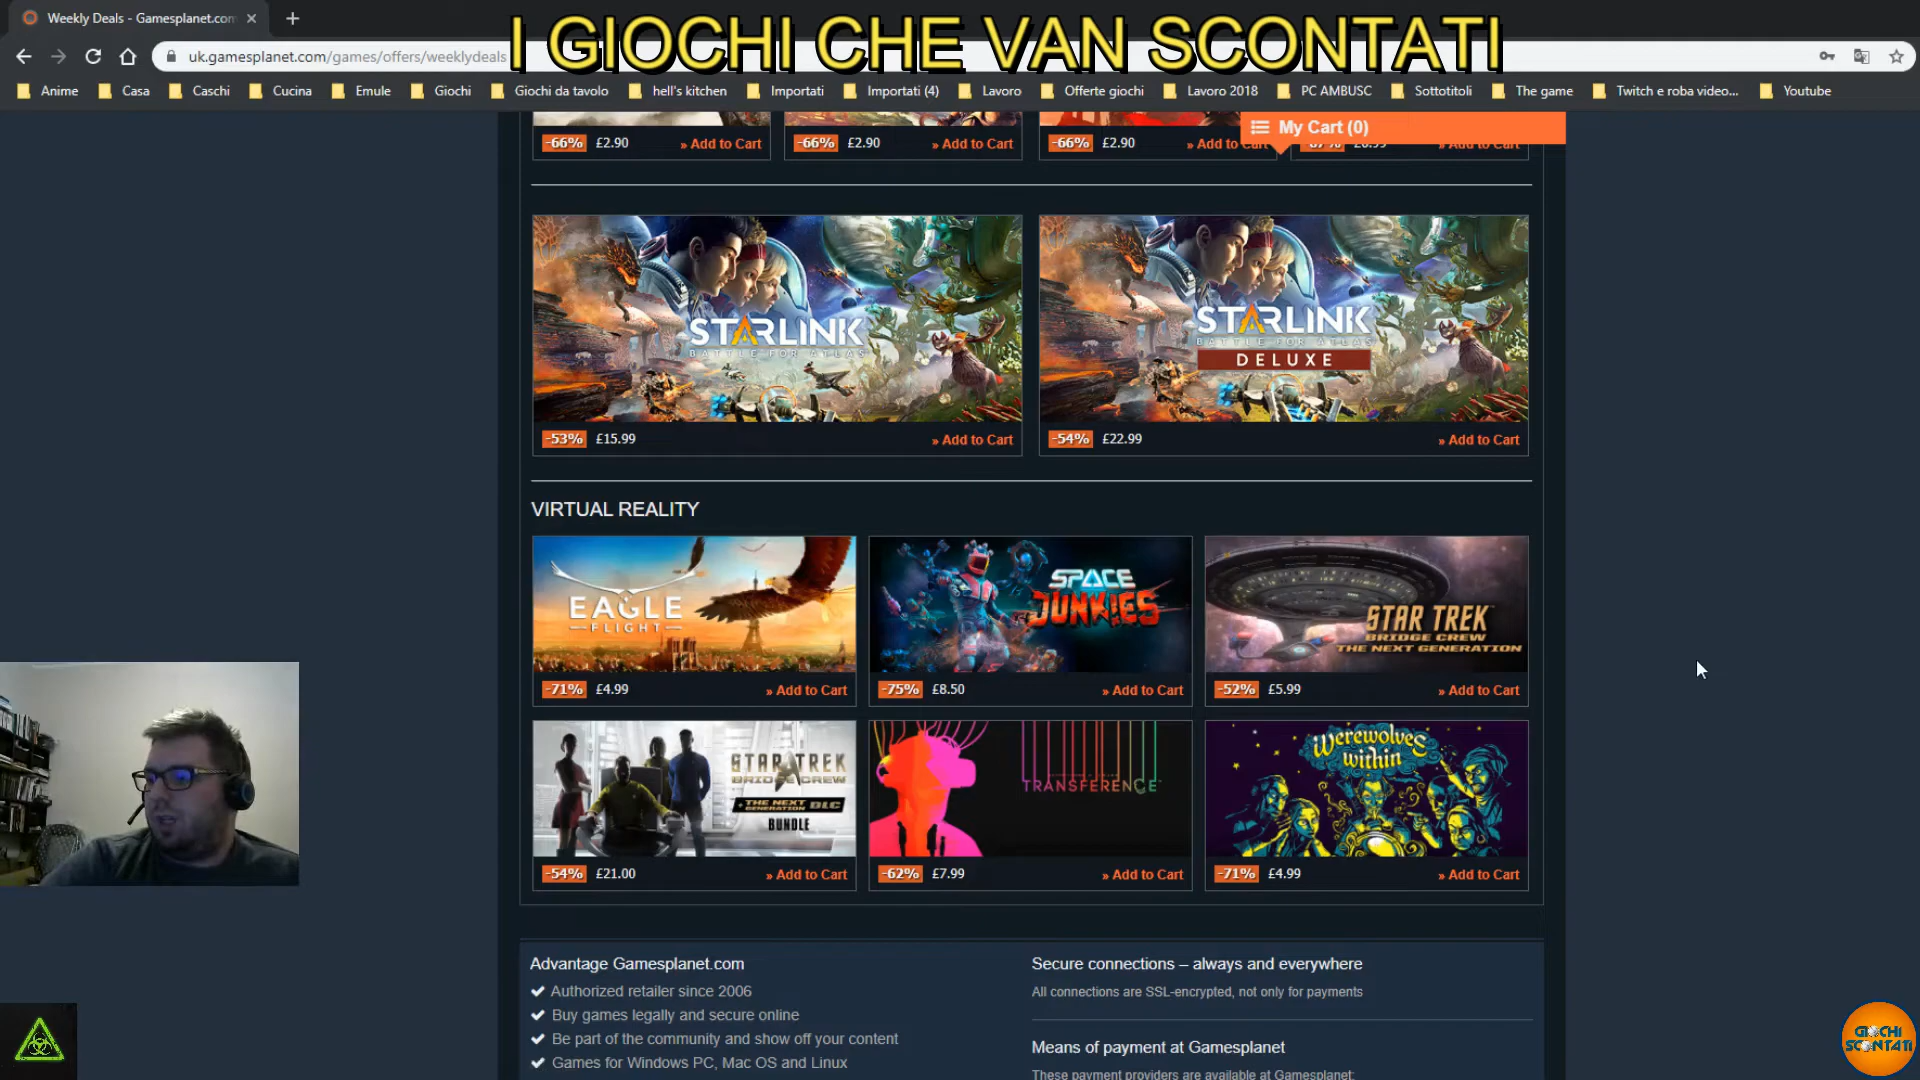 Weekly Deals - Gamesplanet.com
I GIOCHI CHE VAN SCONTATI
uk.gamesplanet.com/games/offers/weeklydeals
Anime Casa Caschi Cucina Emule Giochi Giochi da tavolo hell's kitchen Importati Importati (4) Lavoro Offerte giochi Lavoro 2018 PC AMBUSC Sottotitoli The game Twitch e roba video... Youtube
My Cart (0)
-66% £2.90 » Add to Cart
-66% £2.90 » Add to Cart
-66% £2.90 » Add to Cart
» Add to Cart
STARLINK
BATTLE FOR ATLAS
-53% £15.99 » Add to Cart
STARLINK
BATTLE FOR ATLAS
DELUXE
-54% £22.99 » Add to Cart
VIRTUAL REALITY
EAGLE
FLIGHT
-71% £4.99 » Add to Cart
SPACE
JUNKIES
-75% £8.50 » Add to Cart
STAR TREK
BRIDGE CREW
THE NEXT GENERATION
-52% £5.99 » Add to Cart
STAR TREK
BRIDGE CREW
+ THE NEXT GENERATION DLC
BUNDLE
-54% £21.00 » Add to Cart
TRANSFERENCE
-62% £7.99 » Add to Cart
Werewolves
within
-71% £4.99 » Add to Cart
Advantage Gamesplanet.com
Authorized retailer since 2006
Buy games legally and secure online
Be part of the community and show off your content
Games for Windows PC, Mac OS and Linux
Secure connections – always and everywhere
All connections are SSL-encrypted, not only for payments
Means of payment at Gamesplanet
These payment providers are available at Gamesplanet:
GIOCHI
SCONTATI